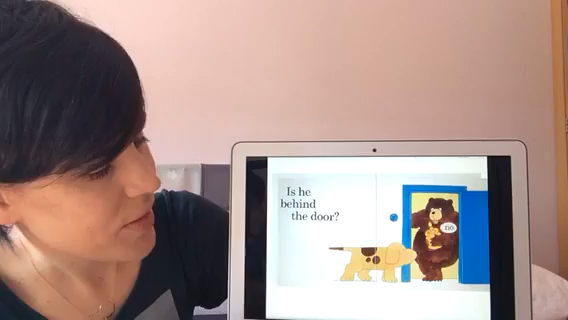 Is he
behind
the door?
no